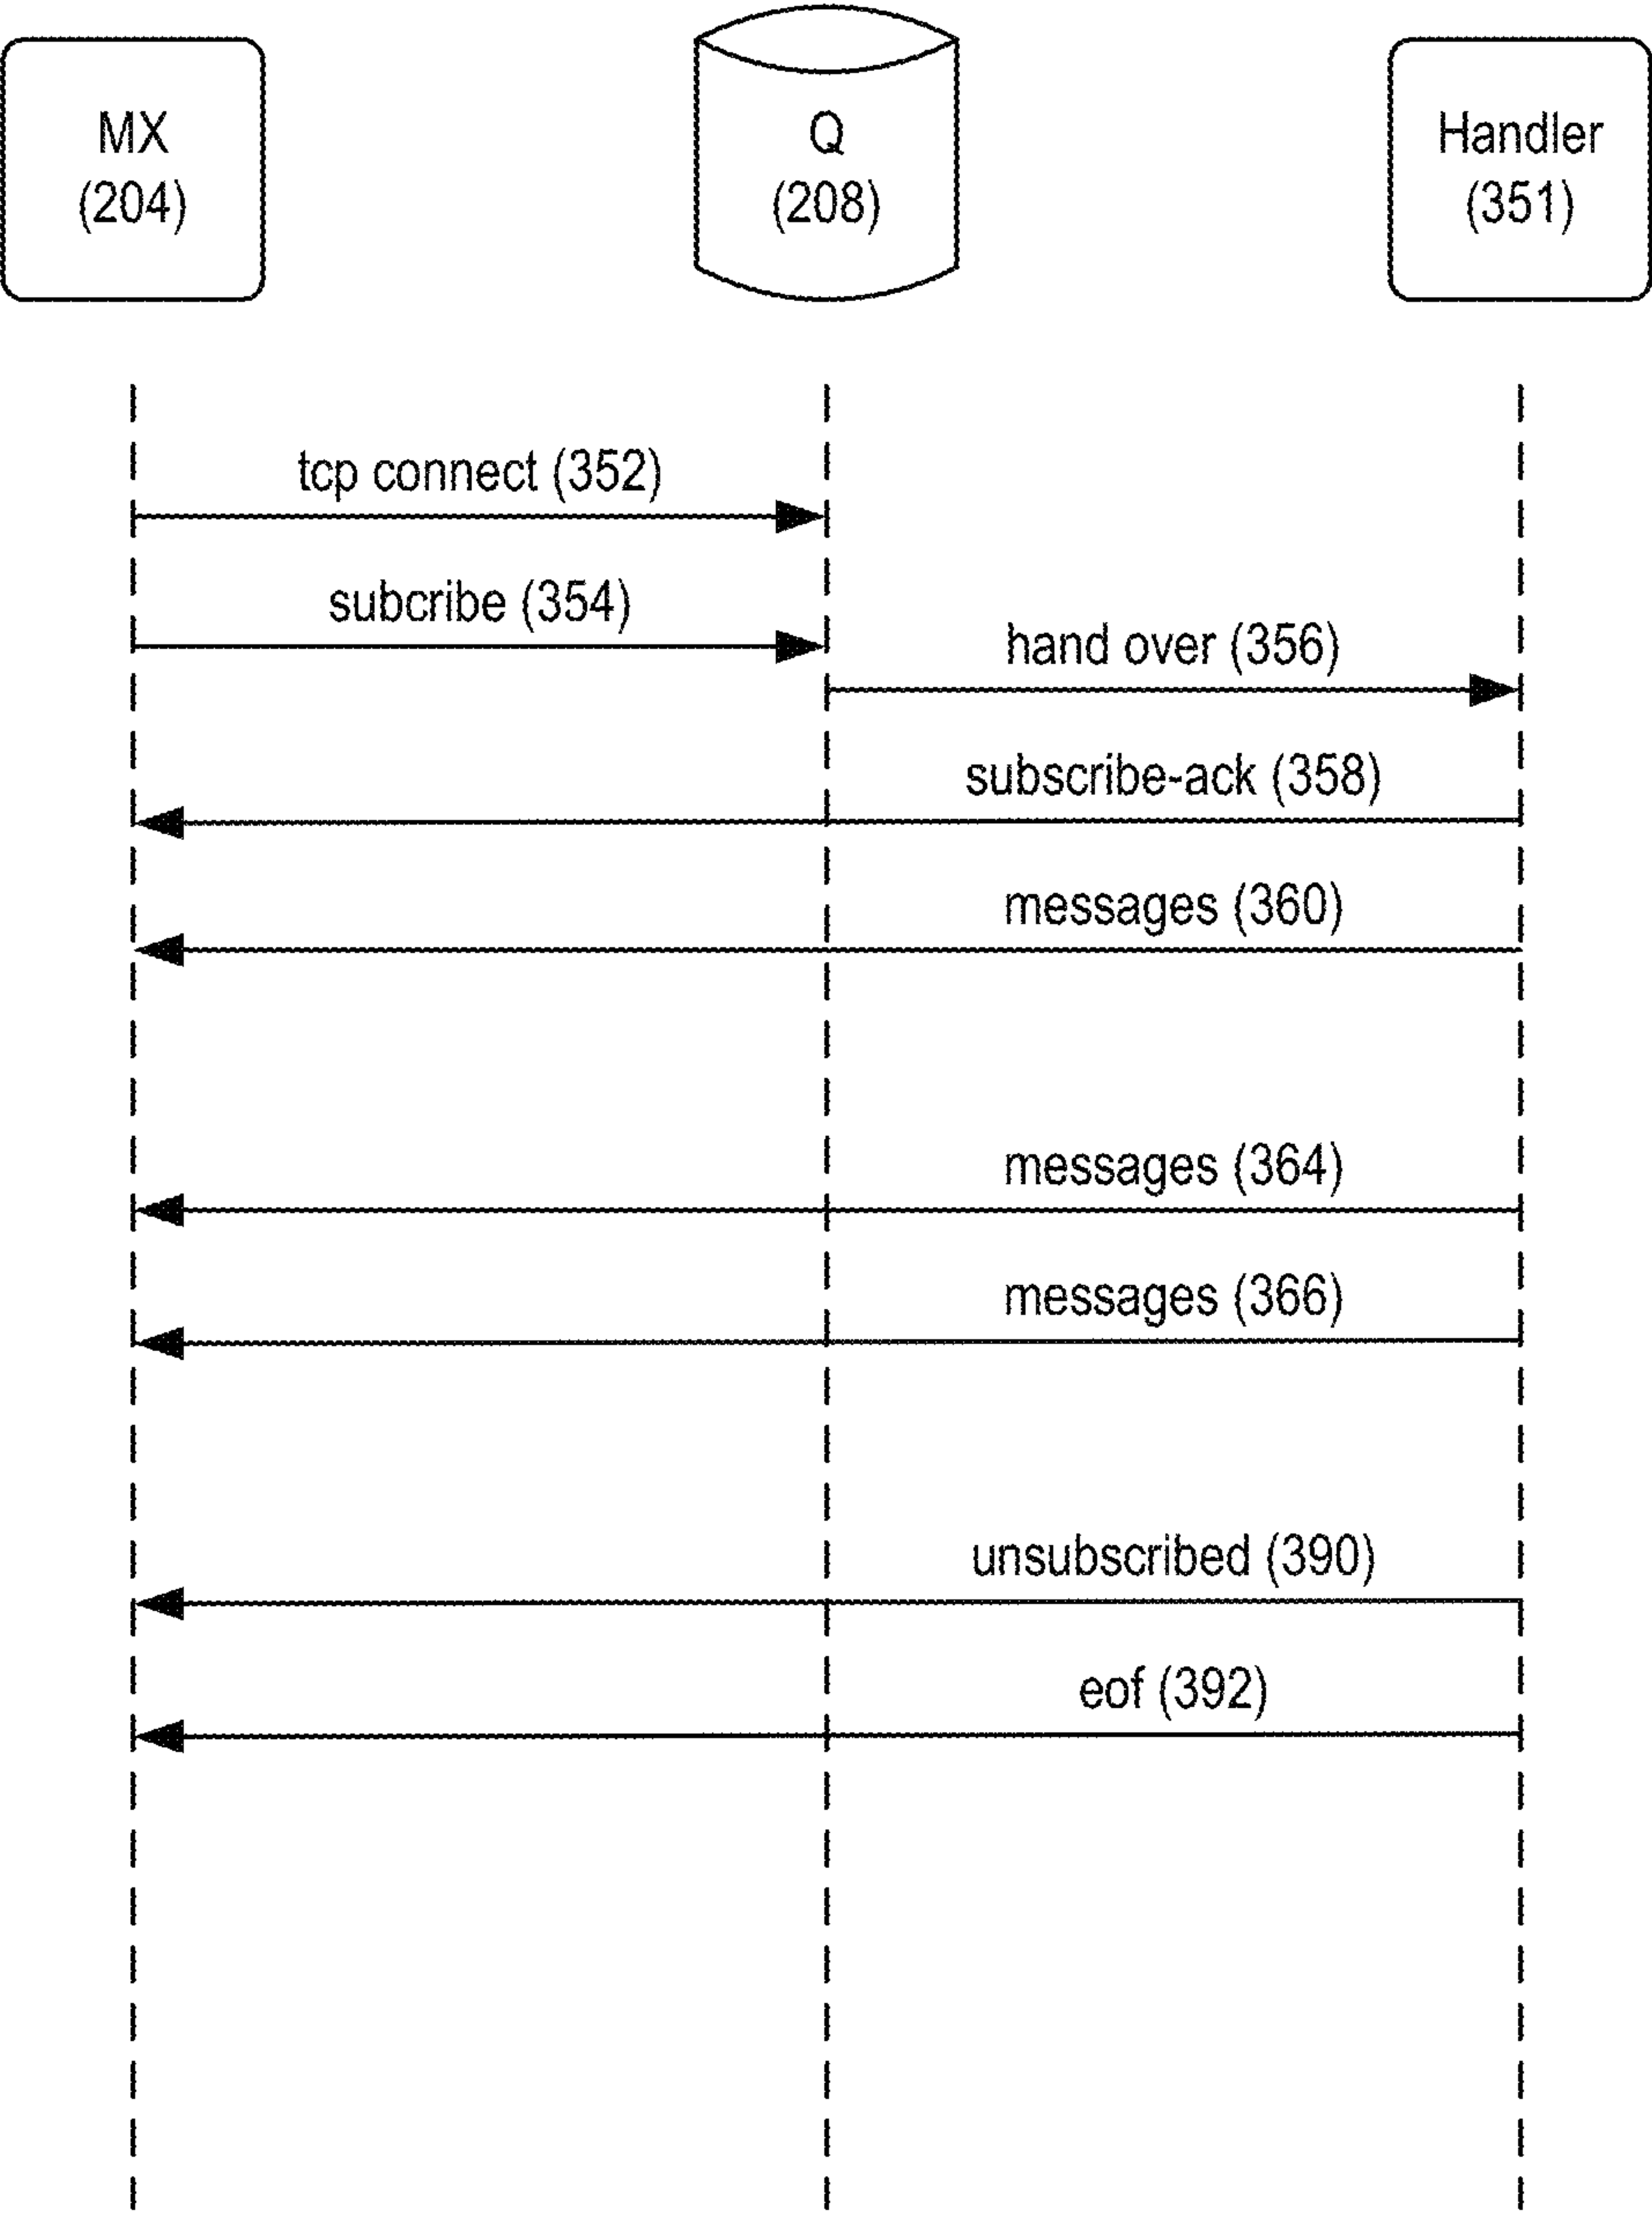 MX
(204)
Q
(208)
Handler
(351)
tcp connect (352)
subcribe (354)
hand over (356)
subscribe-ack (358)
messages (360)
messages (364)
messages (366)
unsubscribed (390)
eof (392)